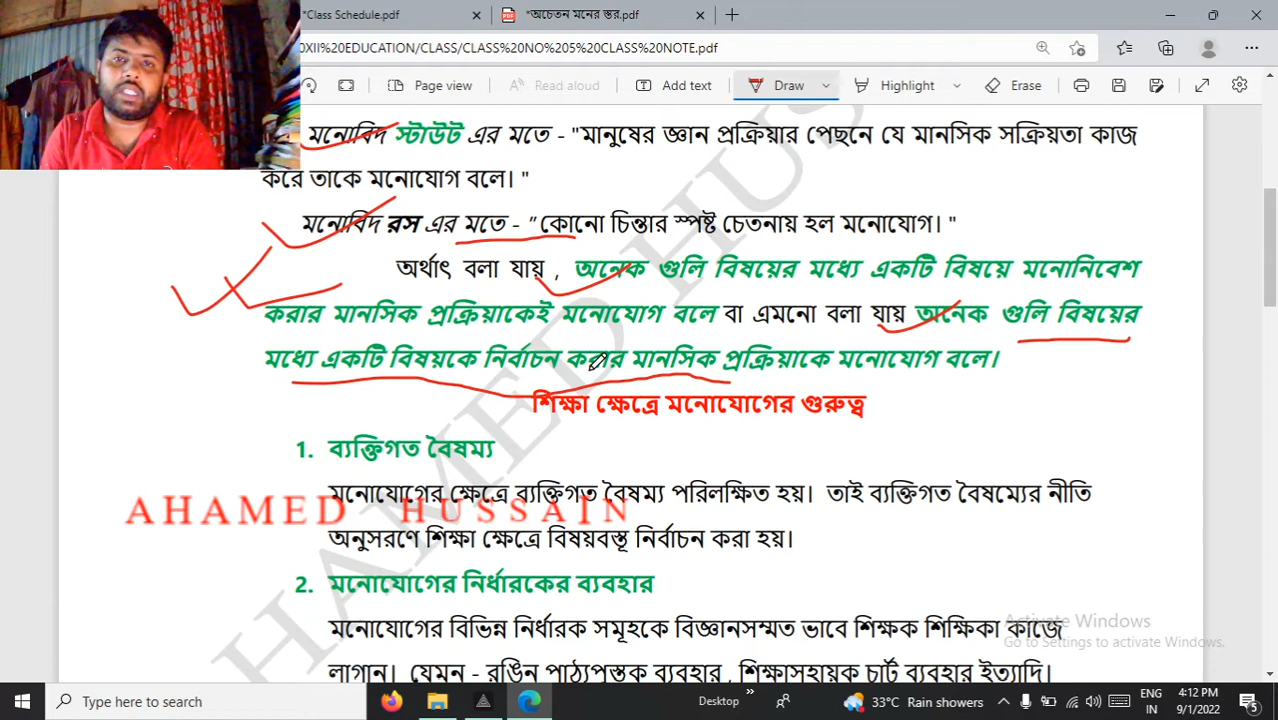 *Class Schedule.pdf
*অচেতন মনের স্তর.pdf
XII%20EDUCATION/CLASS/CLASS%20NO%205%20CLASS%20NOTE.pdf
Page view
Read aloud
Add text
Draw
Highlight
Erase
মনোবিদ স্টাউট এর মতে - "মানুষের জ্ঞান প্রক্রিয়ার পেছনে যে মানসিক সক্রিয়তা কাজ
করে তাকে মনোযোগ বলে। "
মনোবিদ রস এর মতে - "কোনো চিন্তার স্পষ্ট চেতনায় হল মনোযোগ। "
অর্থাৎ বলা যায় , অনেক গুলি বিষয়ের মধ্যে একটি বিষয়ে মনোনিবেশ
করার মানসিক প্রক্রিয়াকেই মনোযোগ বলে বা এমনো বলা যায় অনেক গুলি বিষয়ের
মধ্যে একটি বিষয়কে নির্বাচন করার মানসিক প্রক্রিয়াকে মনোযোগ বলে।
শিক্ষা ক্ষেত্রে মনোযোগের গুরুত্ব
1. ব্যক্তিগত বৈষম্য
মনোযোগের ক্ষেত্রে ব্যক্তিগত বৈষম্য পরিলক্ষিত হয়। তাই ব্যক্তিগত বৈষম্যের নীতি
AHAMED HUSSAIN
অনুসরণে শিক্ষা ক্ষেত্রে বিষয়বস্তূ নির্বাচন করা হয়।
2. মনোযোগের নির্ধারকের ব্যবহার
মনোযোগের বিভিন্ন নির্ধারক সমূহকে বিজ্ঞানসম্মত ভাবে শিক্ষক শিক্ষিকা কাজে
লাগান। যেমন - রঙিন পাঠ্যপুস্তক ব্যবহার , শিক্ষাসহায়ক চার্ট ব্যবহার ইত্যাদি।
HAMED HUS
Activate Windows
Go to Settings to activate Windows.
Type here to search
Desktop
33°C Rain showers
ENG
IN
4:12 PM
9/1/2022
5